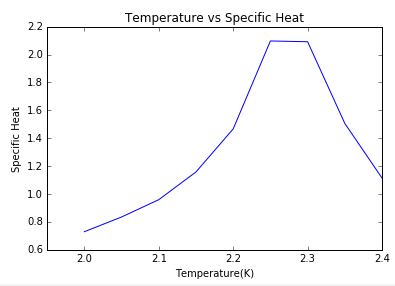 Temperature vs Specific Heat
2.2
2.0
1.8
1.6
1.4
1.2
1.0
0.8
0.6
Specific Heat
2.0 2.1 2.2 2.3 2.4
Temperature(K)